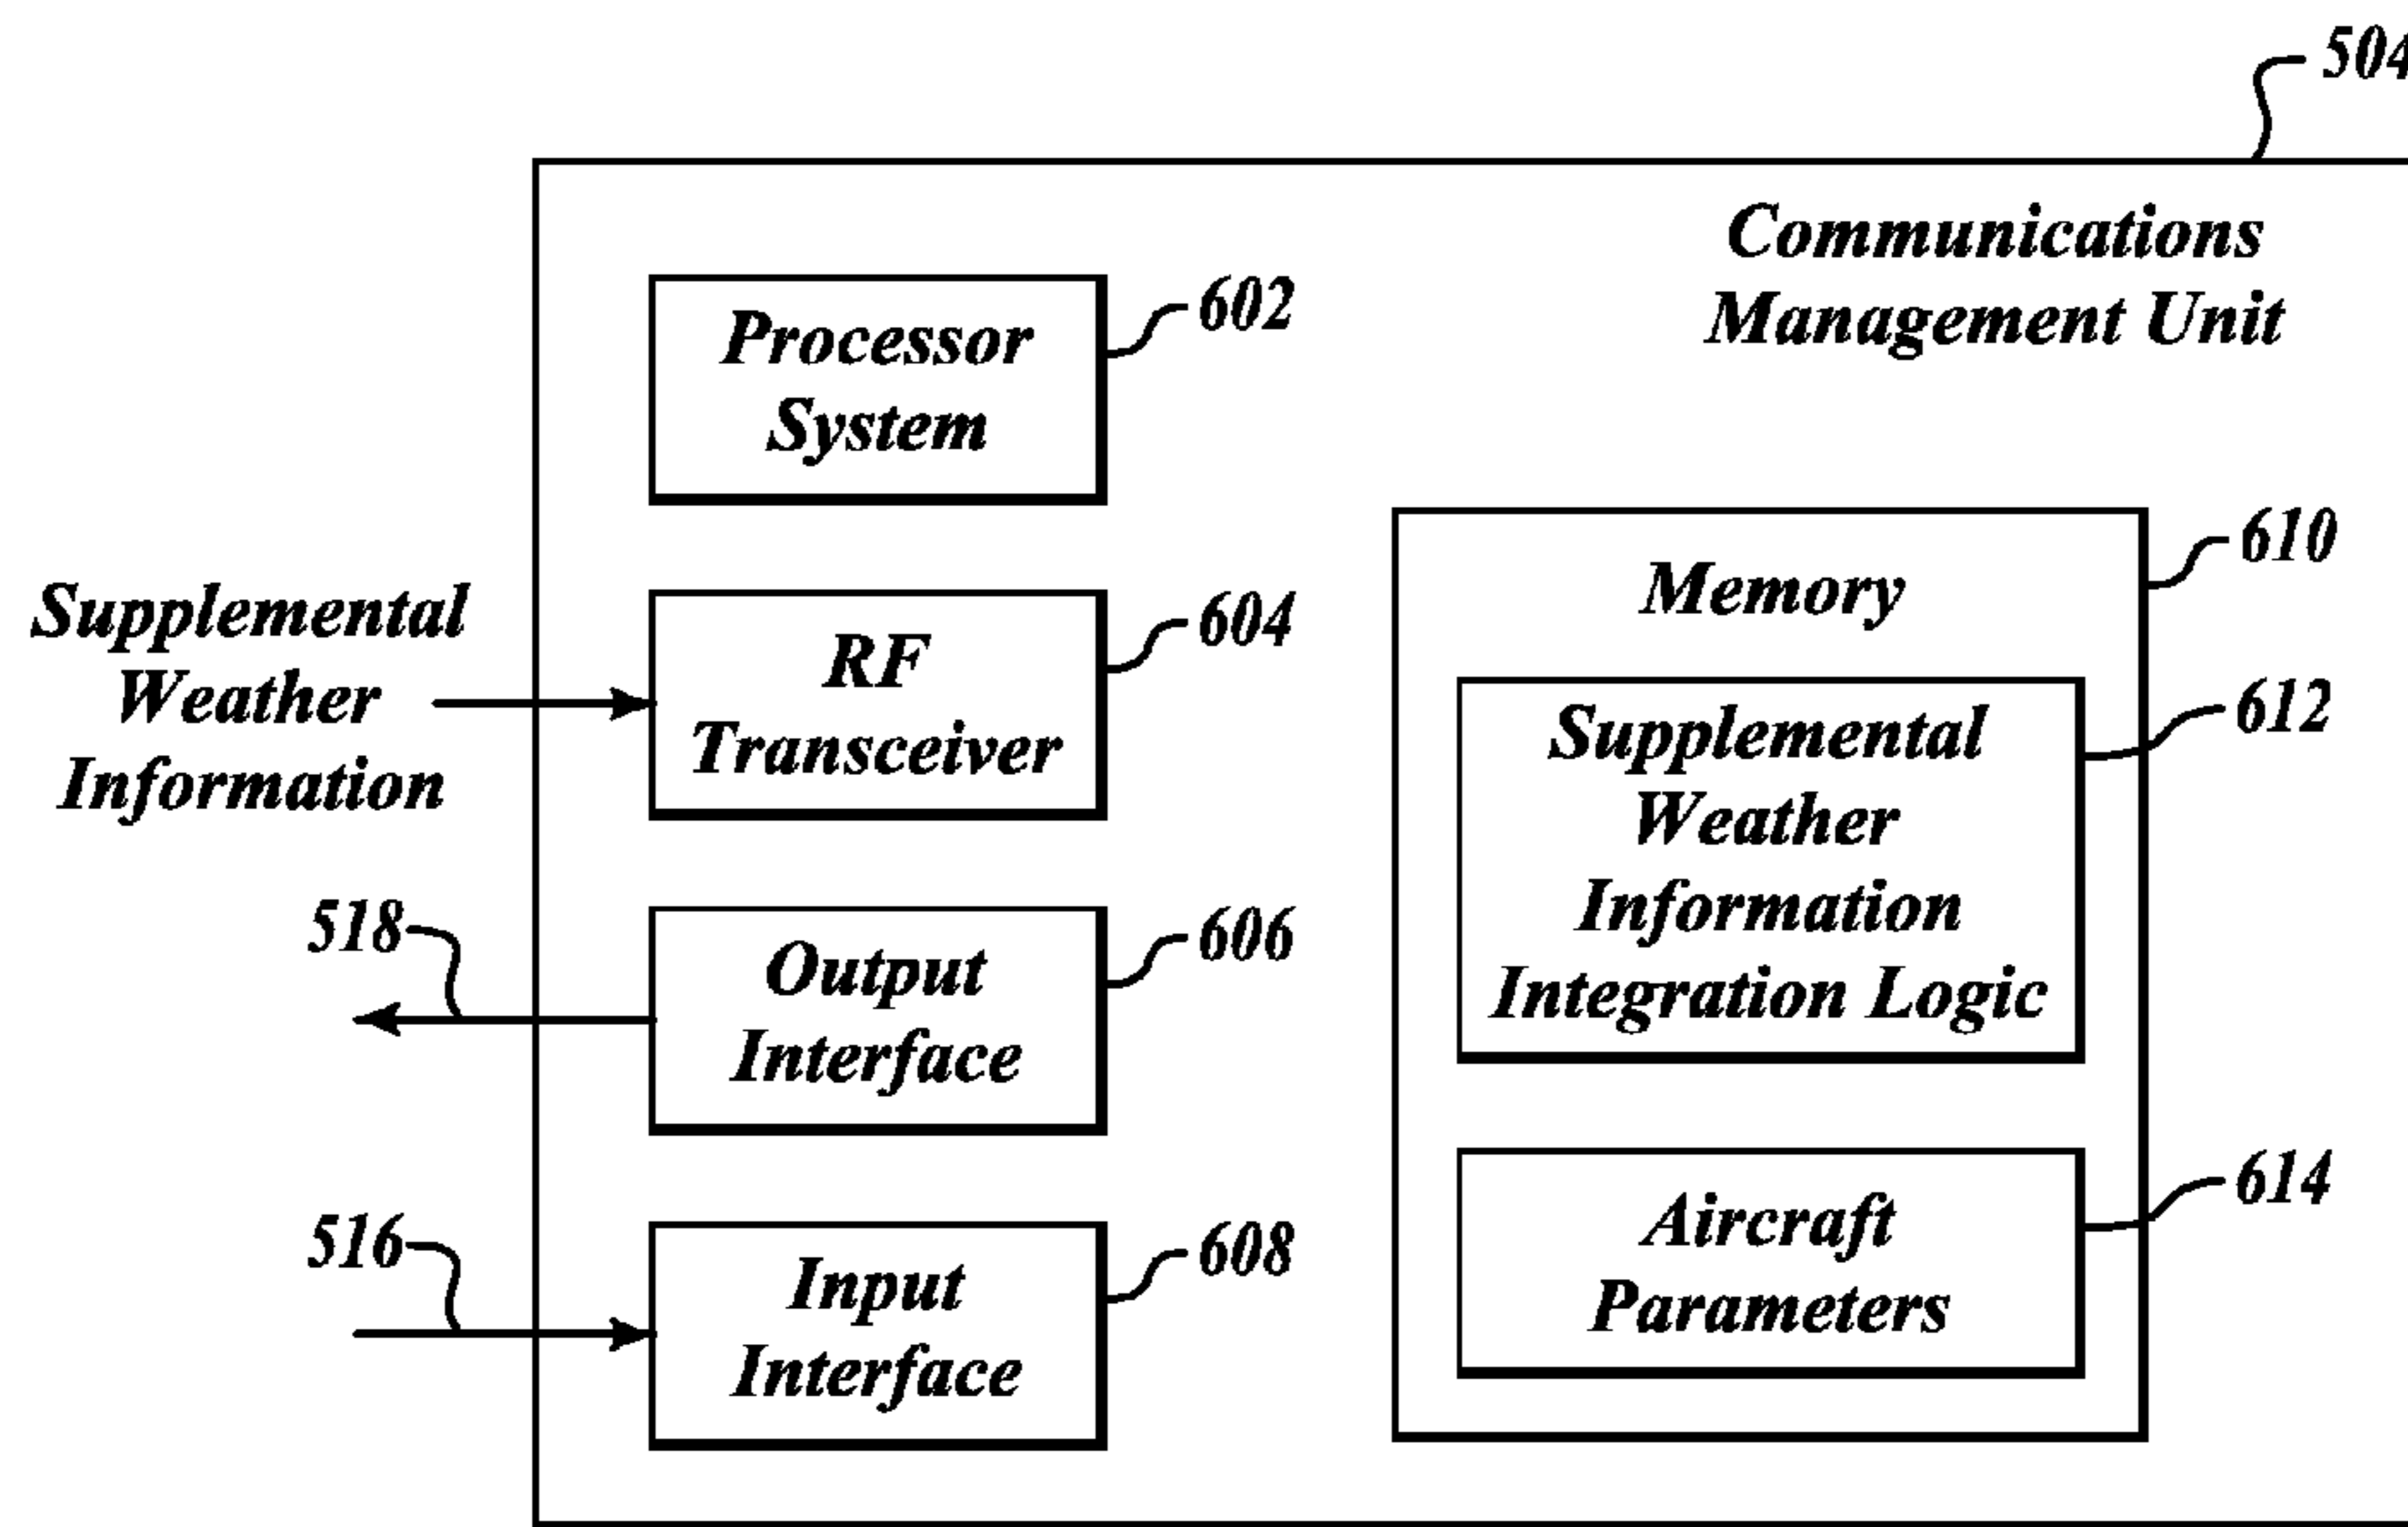 504
Communications
Management Unit
Processor
System
602
Supplemental
Weather
Information
RF
Transceiver
604
518
Output
Interface
606
516
Input
Interface
608
Memory
610
Supplemental
Weather
Information
Integration Logic
612
Aircraft
Parameters
614